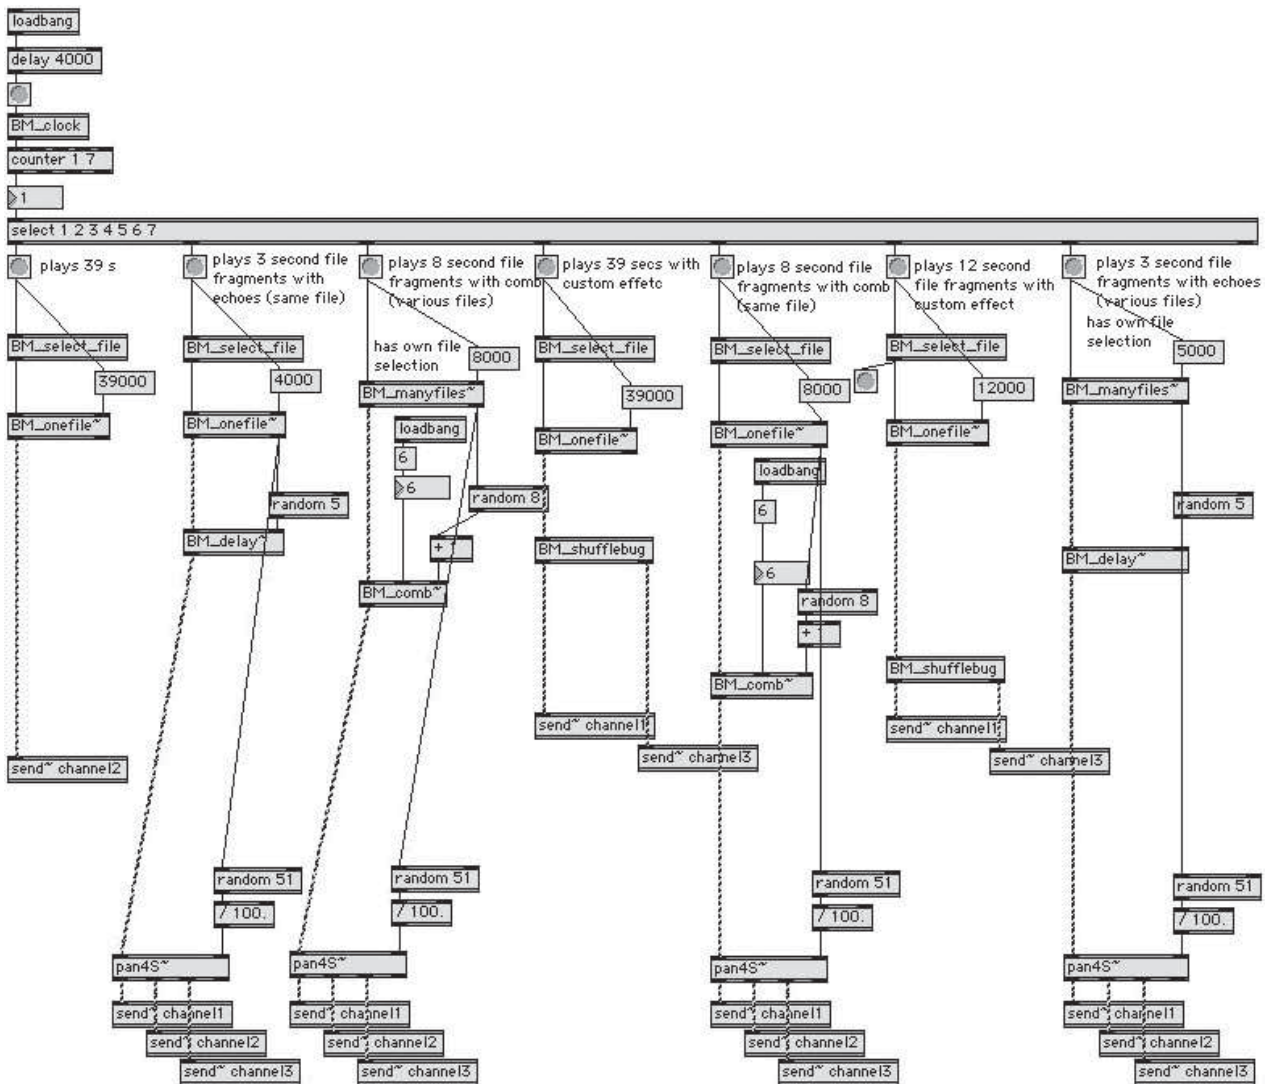 loadbang
delay 4000
BM_clock
counter 1 7
1
select 1 2 3 4 5 6 7
plays 39 s
BM_select_file
39000
BM_onefile~
send~ channel2
plays 3 second file
fragments with
echoes (same file)
BM_select_file
4000
BM_onefile~
random 5
BM_delay~
random 51
/ 100.
pan4S~
send~ channel1
send~ channel2
send~ channel3
plays 8 second file
fragments with comb
(various files)
has own file
selection
8000
BM_manyfiles~
loadbang
6
6
random 8
+
BM_comb~
random 51
/ 100.
pan4S~
send~ channel1
send~ channel2
send~ channel3
plays 39 secs with
custom effetc
BM_select_file
39000
BM_onefile~
BM_shufflebug
send~ channel1
send~ channel3
plays 8 second file
fragments with comb
(same file)
BM_select_file
8000
BM_onefile~
loadbang
6
6
random 8
+
BM_comb~
random 51
/ 100.
pan4S~
send~ channel1
send~ channel2
send~ channel3
plays 12 second
file fragments with
custom effect
BM_select_file
12000
BM_onefile~
BM_shufflebug
send~ channel1
send~ channel3
plays 3 second file
fragments with echoes
(various files)
has own file
selection
5000
BM_manyfiles~
random 5
BM_delay~
random 51
/ 100.
pan4S~
send~ channel1
send~ channel2
send~ channel3